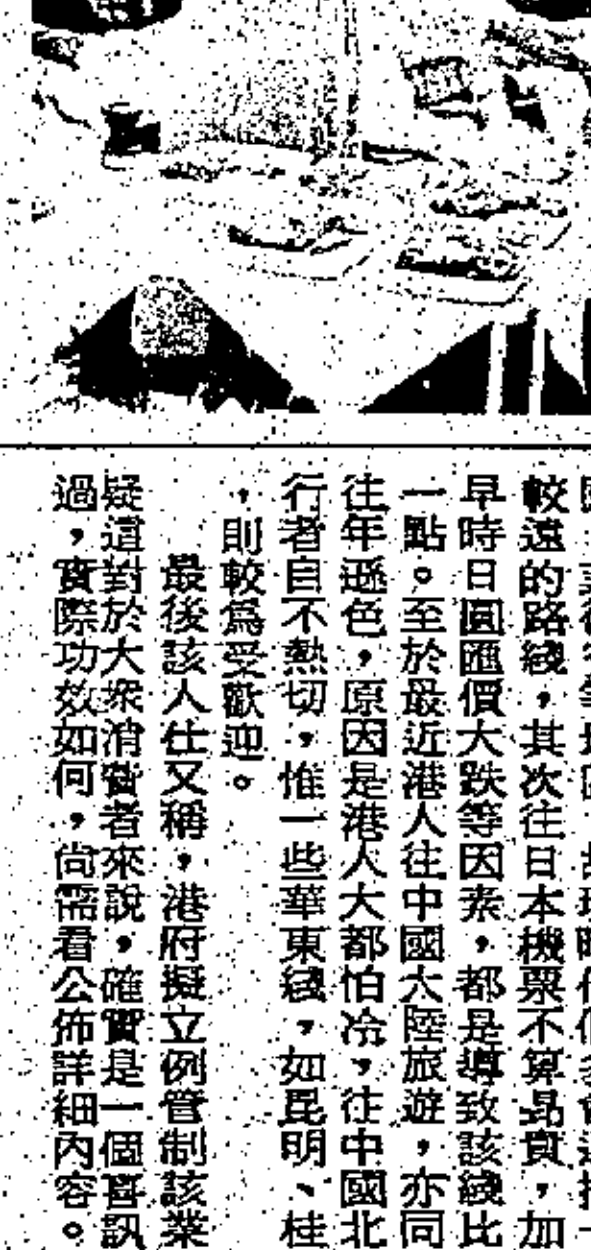 較遠的路綫，其次往日本機票不算昂貴，加
早時日圓匯價大跌等因素，都是導致該綫比
一點。至於最近港人往中國大陸旅遊，亦同
往年遜色，原因是港人大都怕冷，往中國北
行者自不熱切，惟一些華東綫，如昆明、桂
，則較爲受歡迎。
最後該人仕又稱，港府擬立例管制該業
疑這對於大衆消費者來說，確實是一個喜訊
過，實際功效如何，尚需看公佈詳細內容。